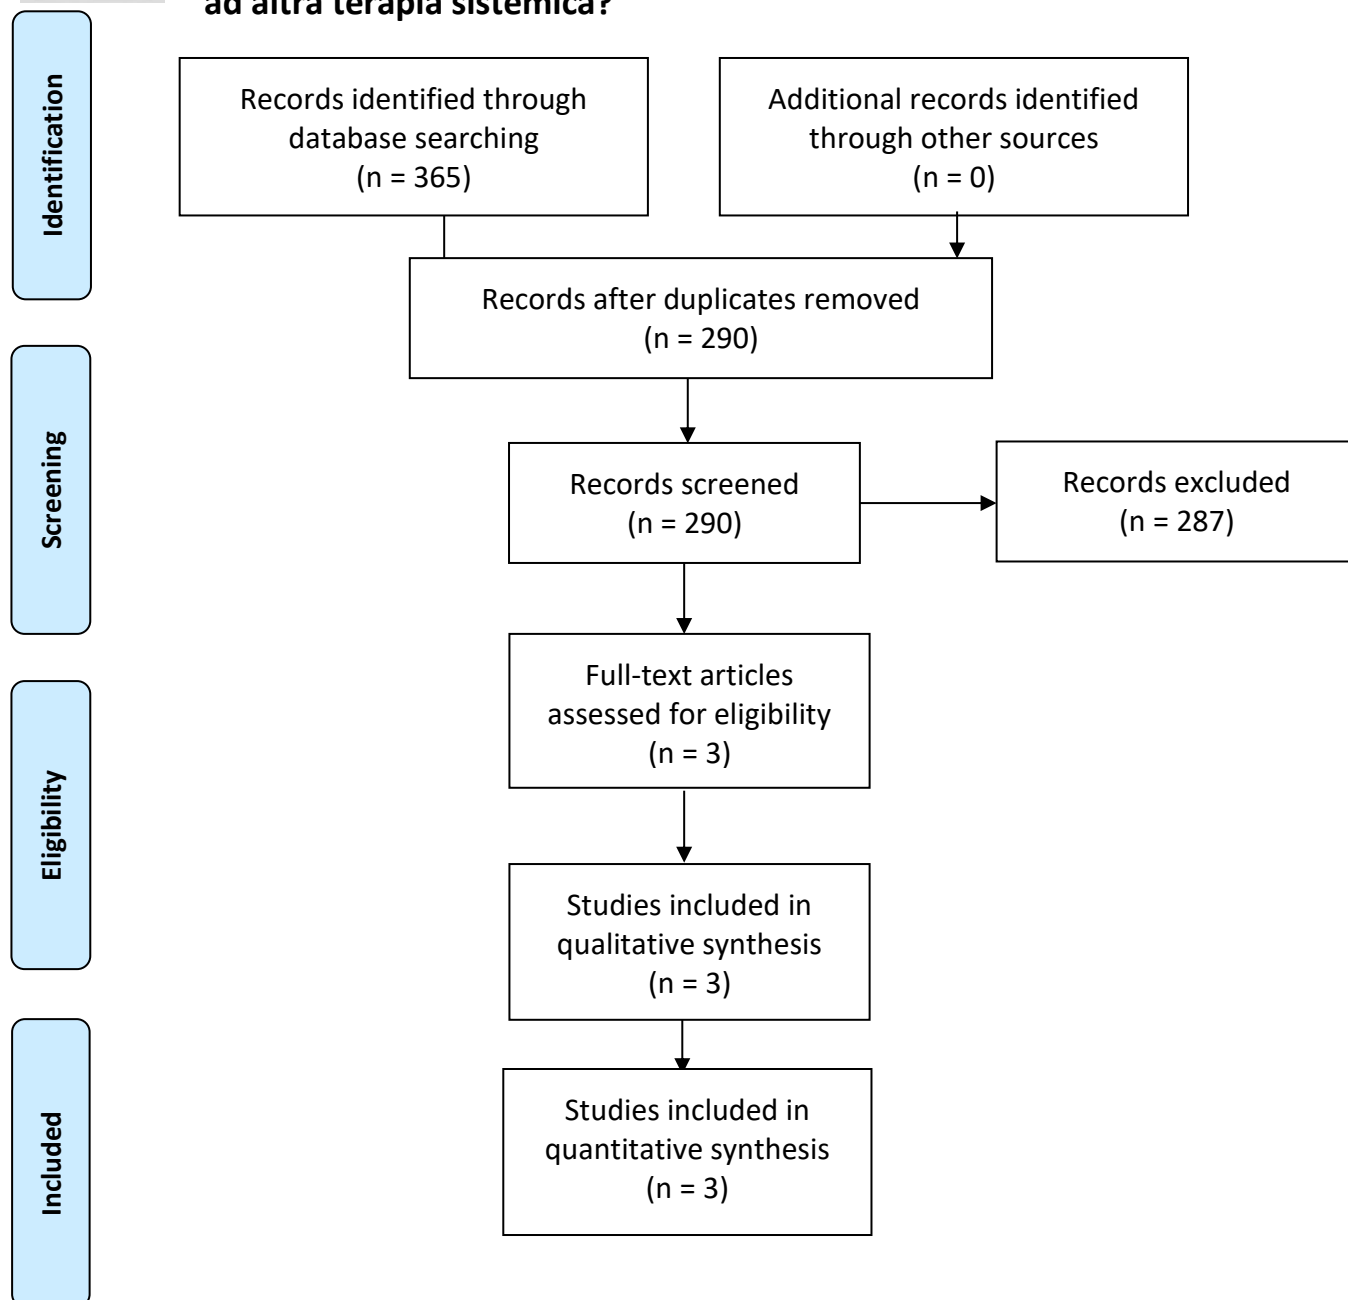 ad altra terapia sistemica?
Identification
Records identified through
database searching
(n = 365)
Additional records identified
through other sources
(n = 0)
Records after duplicates removed
(n = 290)
Screening
Records screened
(n = 290)
Records excluded
(n = 287)
Eligibility
Full-text articles
assessed for eligibility
(n = 3)
Studies included in
qualitative synthesis
(n = 3)
Included
Studies included in
quantitative synthesis
(n = 3)